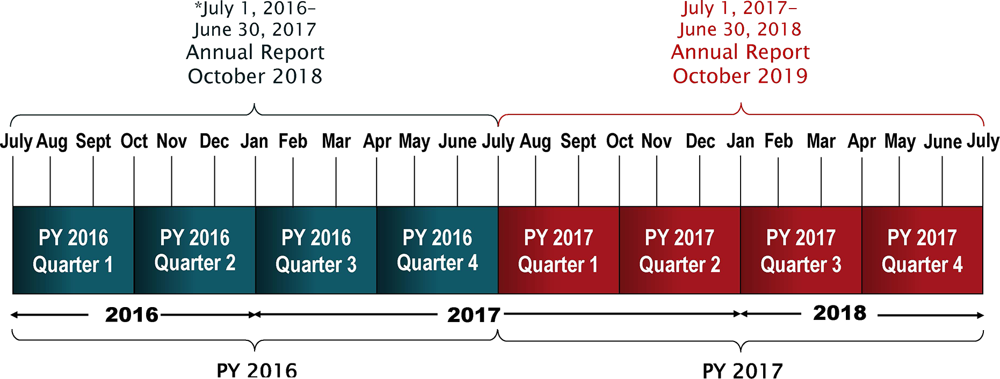 *July 1, 2016–
June 30, 2017
Annual Report
October 2018
July 1, 2017–
June 30, 2018
Annual Report
October 2019
July Aug Sept Oct Nov Dec Jan Feb Mar Apr May June July Aug Sept Oct Nov Dec Jan Feb Mar Apr May June July
PY 2016
Quarter 1
PY 2016
Quarter 2
PY 2016
Quarter 3
PY 2016
Quarter 4
PY 2017
Quarter 1
PY 2017
Quarter 2
PY 2017
Quarter 3
PY 2017
Quarter 4
2016 2017 2018
PY 2016 PY 2017